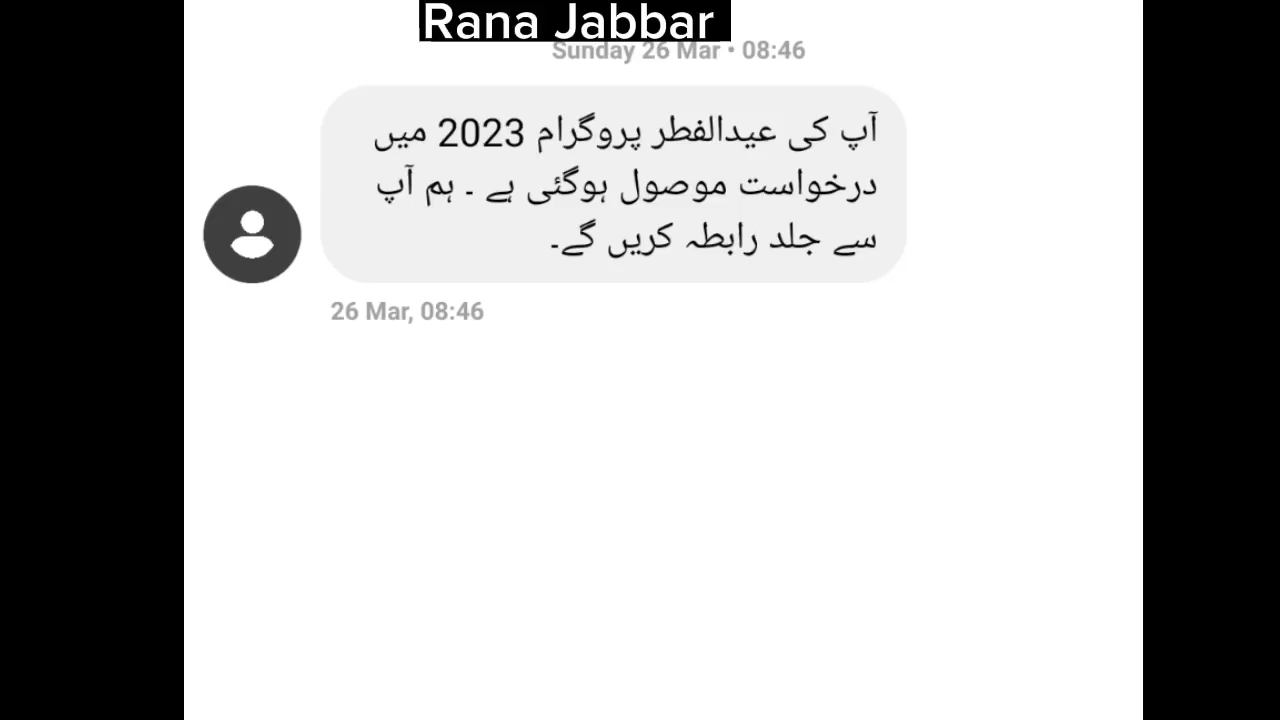 Rana Jabbar
Sunday 26 Mar • 08:46
آپ کی عیدالفطر پروگرام 2023 میں
درخواست موصول ہوگئی ہے ۔ ہم آپ
سے جلد رابطہ کریں گے۔
26 Mar, 08:46